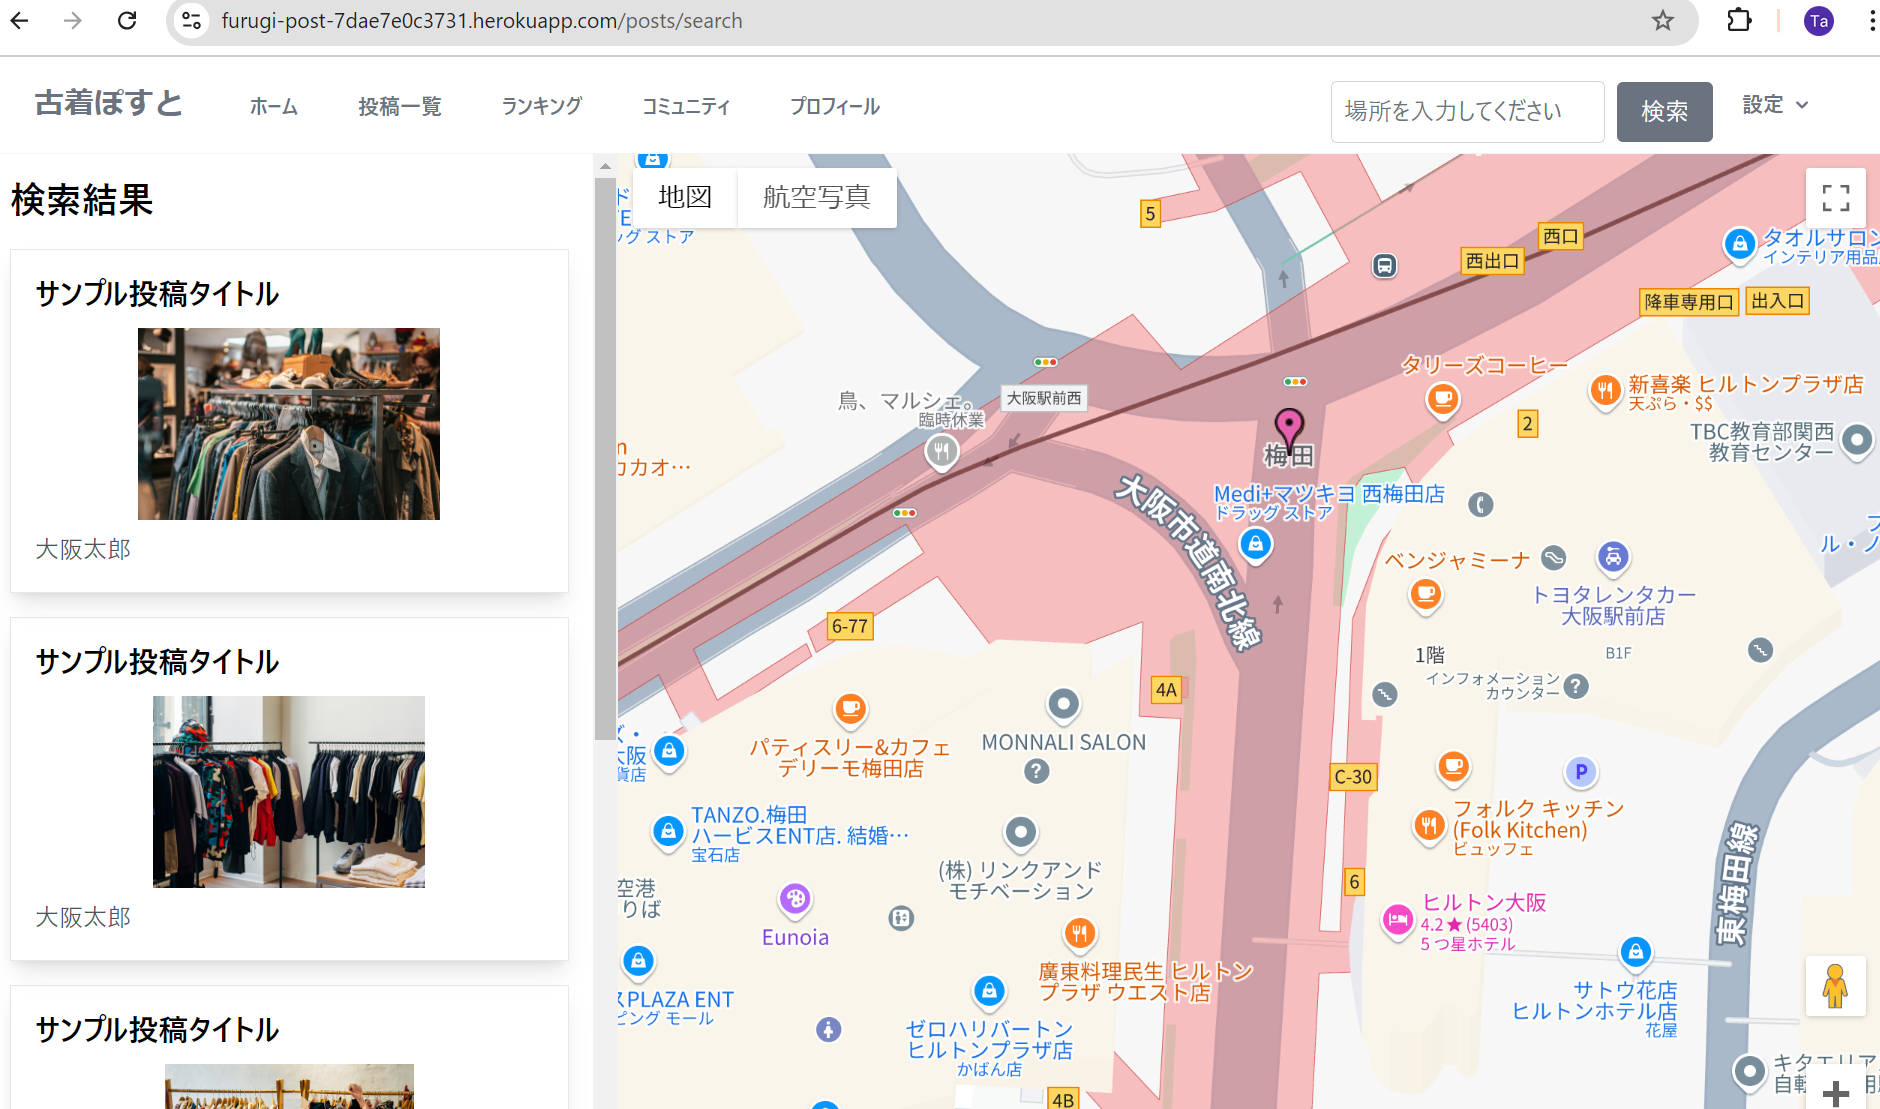 furugi-post-7dae7e0c3731.herokuapp.com/posts/search
Ta
古着ぽすと
ホーム
投稿一覧
ランキング
コミュニティ
プロフィール
場所を入力してください
検索
設定
検索結果
サンプル投稿タイトル
大阪太郎
サンプル投稿タイトル
大阪太郎
サンプル投稿タイトル
地図
航空写真
ッグ ストア
5
西口
西出口
タオルサロン
インテリア用品
降車専用口
出入口
タリーズコーヒー
新喜楽 ヒルトンプラザ店
天ぷら・$$
鳥、マルシェ。
臨時休業
大阪駅前西
2
TBC教育部関西
教育センター
梅田
カカオ…
大阪市道南北線
Medi+マツキヨ 西梅田店
ドラッグ ストア
ル・ノ
ベンジャミーナ
トヨタレンタカー
大阪駅前店
6-77
1階
B1F
インフォメーション
カウンター
4A
パティスリー&カフェ
デリーモ梅田店
MONNALI SALON
大阪
貨店
C-30
P
TANZO.梅田
ハービスENT店. 結婚…
宝石店
フォルク キッチン
(Folk Kitchen)
ビュッフェ
東梅田線
(株) リンクアンド
モチベーション
6
空港
りば
Eunoia
ヒルトン大阪
4.2★(5403)
5 つ星ホテル
廣東料理民生 ヒルトン
プラザ ウエスト店
サトウ花店
ヒルトンホテル店
花屋
スPLAZA ENT
ピング モール
ゼロハリバートン
ヒルトンプラザ店
かばん店
キタエリア
4B